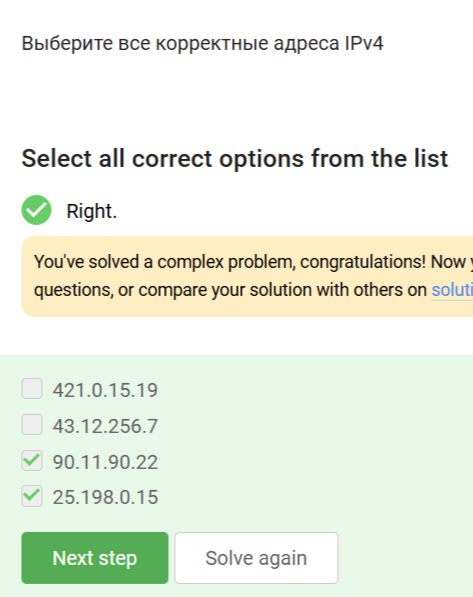 Выберите все корректные адреса IPv4
Select all correct options from the list
Right.
You've solved a complex problem, congratulations! Now
questions, or compare your solution with others on
421.0.15.19
43.12.256.7
90.11.90.22
25.198.0.15
Next step
Solve again